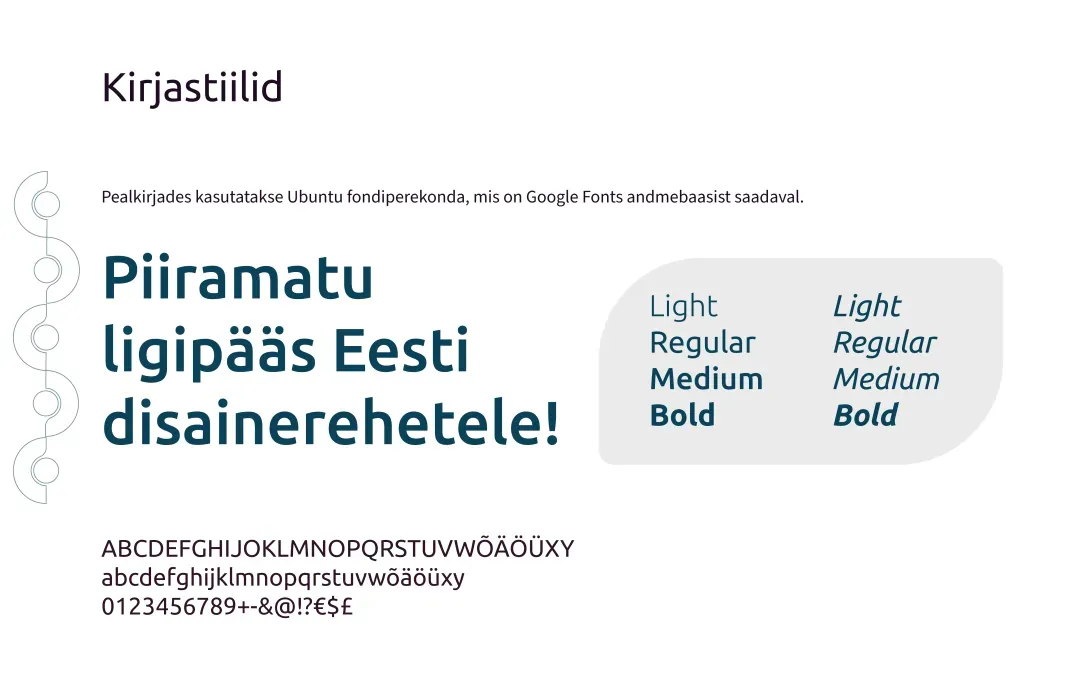 Kirjastiilid
Pealkirjades kasutatakse Ubuntu fondiperekonda, mis on Google Fonts andmebaasist saadaval.
Piiramatu
ligipääs Eesti
disainerehetele!
Light
Regular
Medium
Bold
Light
Regular
Medium
Bold
ABCDEFGHIJOKLMNOPQRSTUVWÕÄÖÜXY
abcdefghijklmnopqrstuvwõäöüxy
0123456789+-&@!?€$£